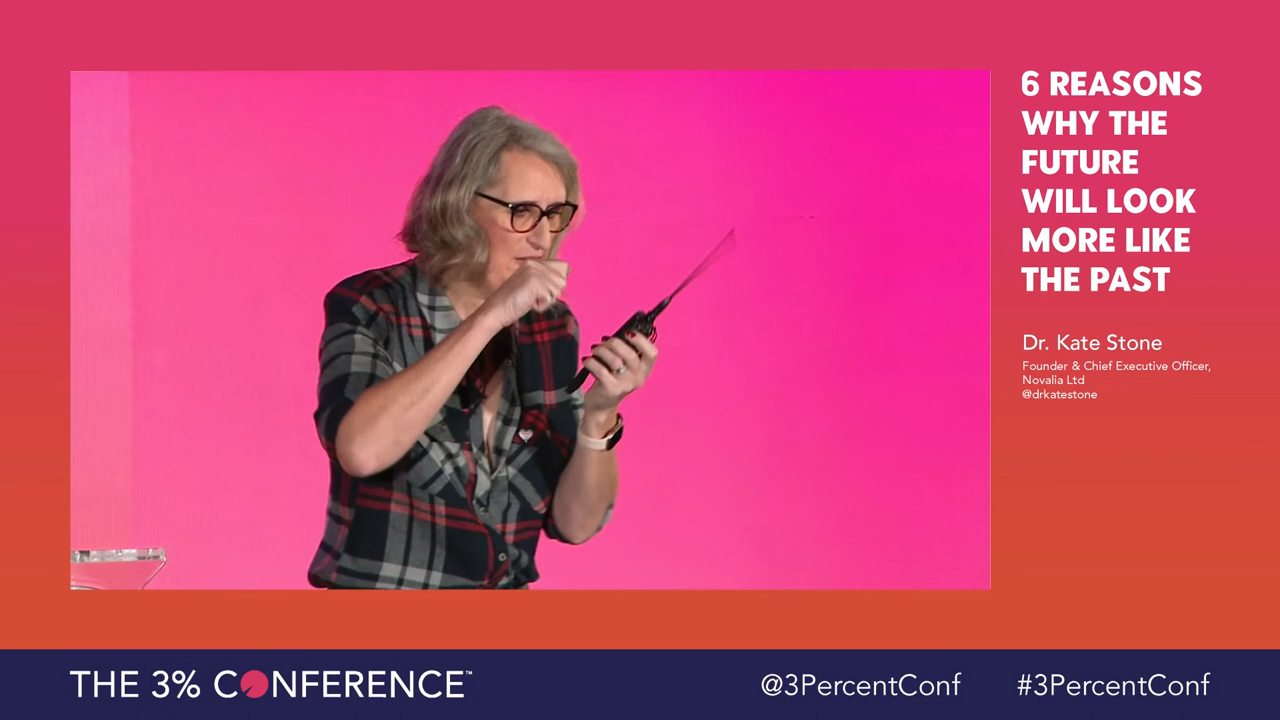 6 REASONS
WHY THE
FUTURE
WILL LOOK
MORE LIKE
THE PAST
Dr. Kate Stone
Founder & Chief Executive Officer,
Novalia Ltd
@drkatestone
THE 3% CONFERENCE™
@3PercentConf
#3PercentConf